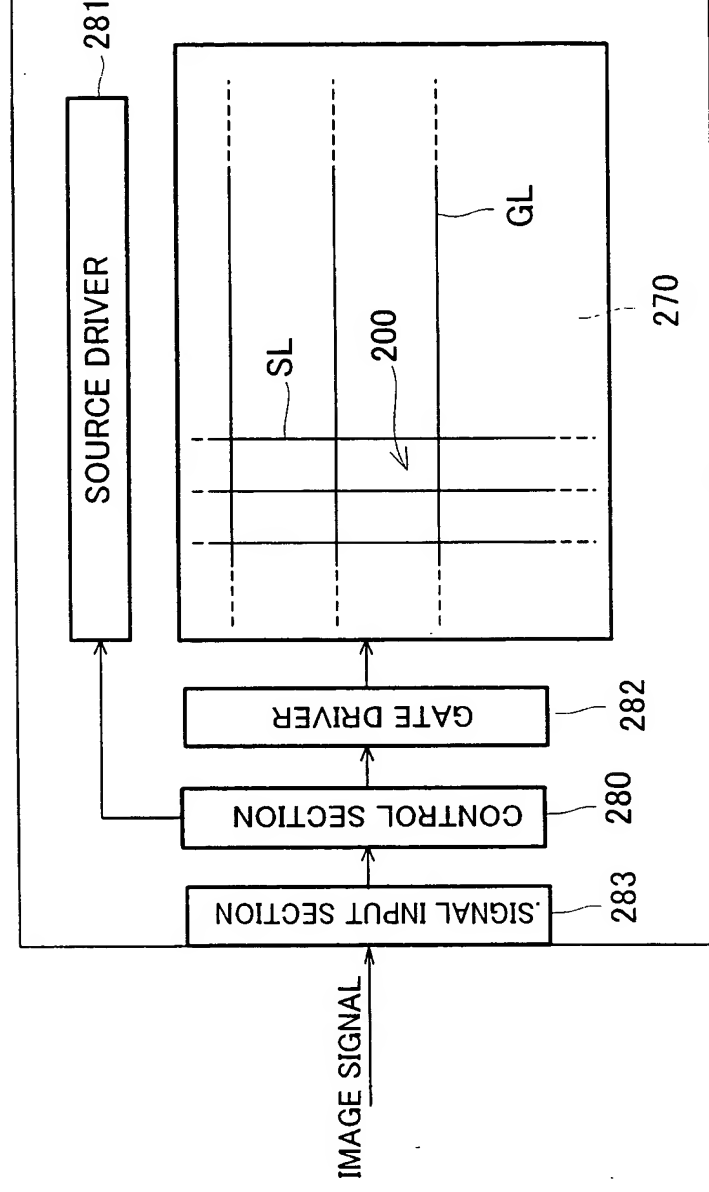 281
SOURCE DRIVER
SL
200
GL
270
GATE DRIVER
282
CONTROL SECTION
280
.SIGNAL INPUT SECTION
283
IMAGE SIGNAL